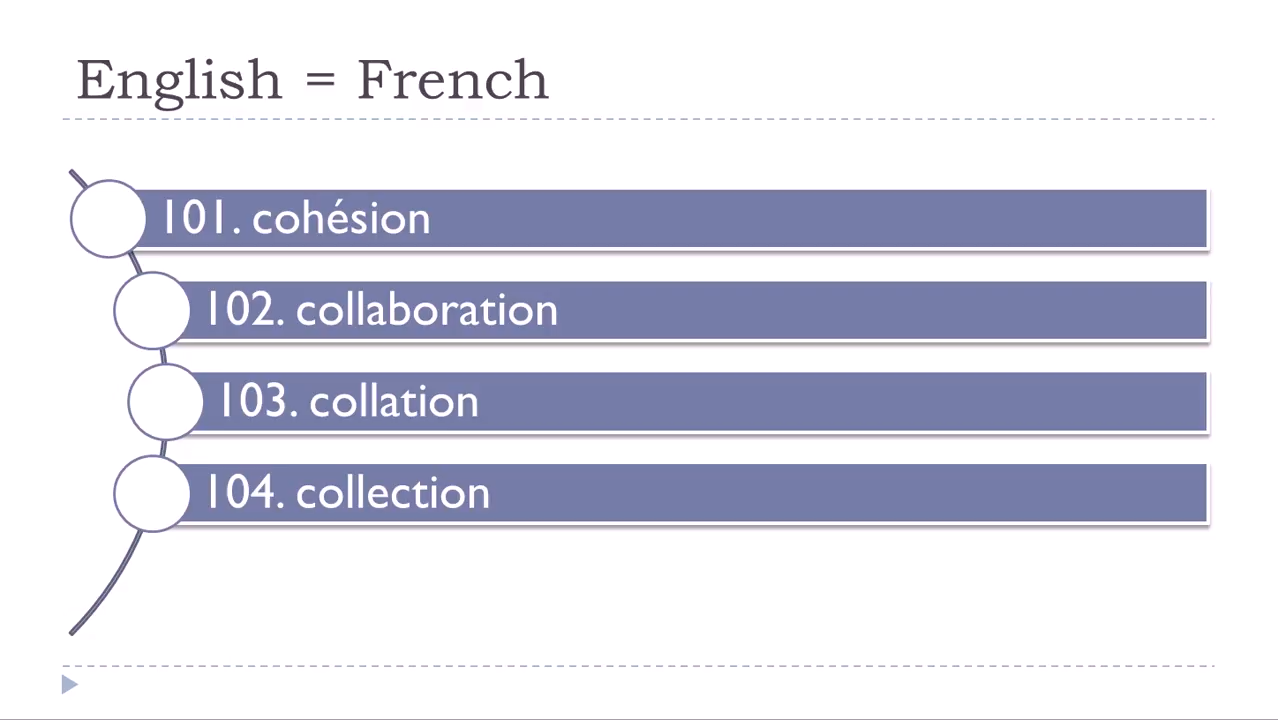 English = French
101. cohésion
102. collaboration
103. collation
104. collection